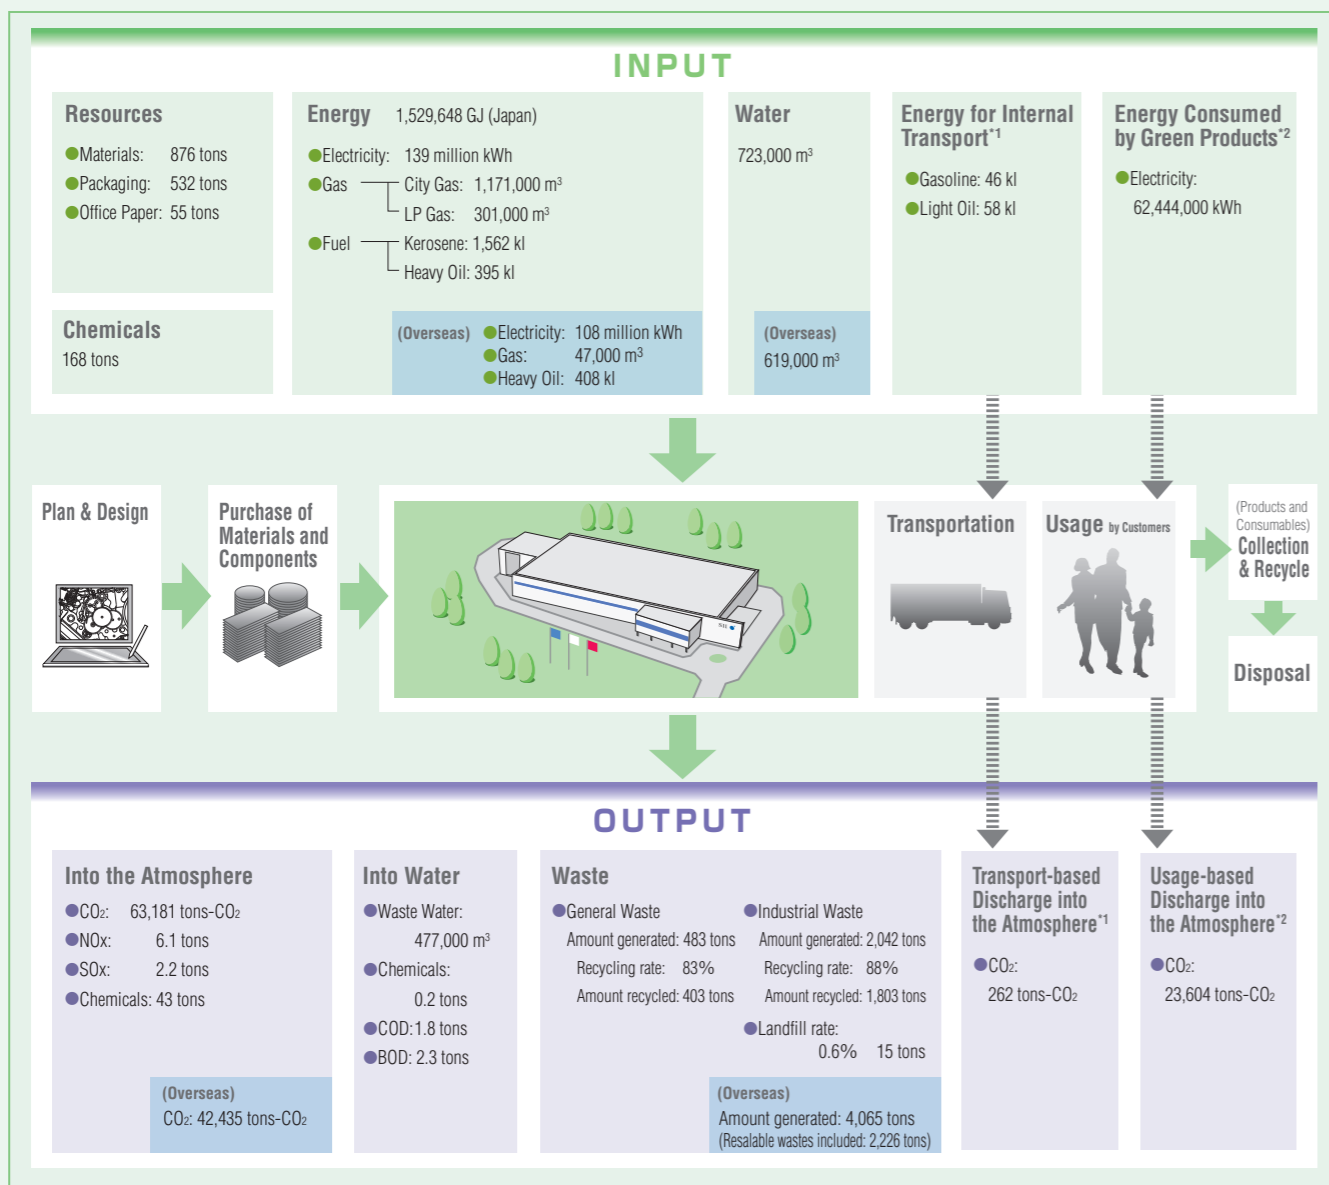 INPUT
Resources
●Materials: 876 tons
●Packaging: 532 tons
●Office Paper: 55 tons
Chemicals
168 tons
Energy 1,529,648 GJ (Japan)
●Electricity: 139 million kWh
●Gas City Gas: 1,171,000 m³
LP Gas: 301,000 m³
●Fuel Kerosene: 1,562 kl
Heavy Oil: 395 kl
(Overseas) ●Electricity: 108 million kWh
●Gas: 47,000 m³
●Heavy Oil: 408 kl
Water
723,000 m³
(Overseas)
619,000 m³
Energy for Internal
Transport*1
●Gasoline: 46 kl
●Light Oil: 58 kl
Energy Consumed
by Green Products*2
●Electricity:
62,444,000 kWh
Plan & Design
Purchase of
Materials and
Components
SII
Transportation
Usage by Customers
(Products and
Consumables)
Collection
& Recycle
Disposal
OUTPUT
Into the Atmosphere
●CO₂: 63,181 tons-CO₂
●NOx: 6.1 tons
●SOx: 2.2 tons
●Chemicals: 43 tons
(Overseas)
CO₂: 42,435 tons-CO₂
Into Water
●Waste Water:
477,000 m³
●Chemicals:
0.2 tons
●COD: 1.8 tons
●BOD: 2.3 tons
Waste
●General Waste
Amount generated: 483 tons
Recycling rate: 83%
Amount recycled: 403 tons
●Industrial Waste
Amount generated: 2,042 tons
Recycling rate: 88%
Amount recycled: 1,803 tons
●Landfill rate:
0.6% 15 tons
(Overseas)
Amount generated: 4,065 tons
(Resalable wastes included: 2,226 tons)
Transport-based
Discharge into
the Atmosphere*1
●CO₂:
262 tons-CO₂
Usage-based
Discharge into
the Atmosphere*2
●CO₂:
23,604 tons-CO₂